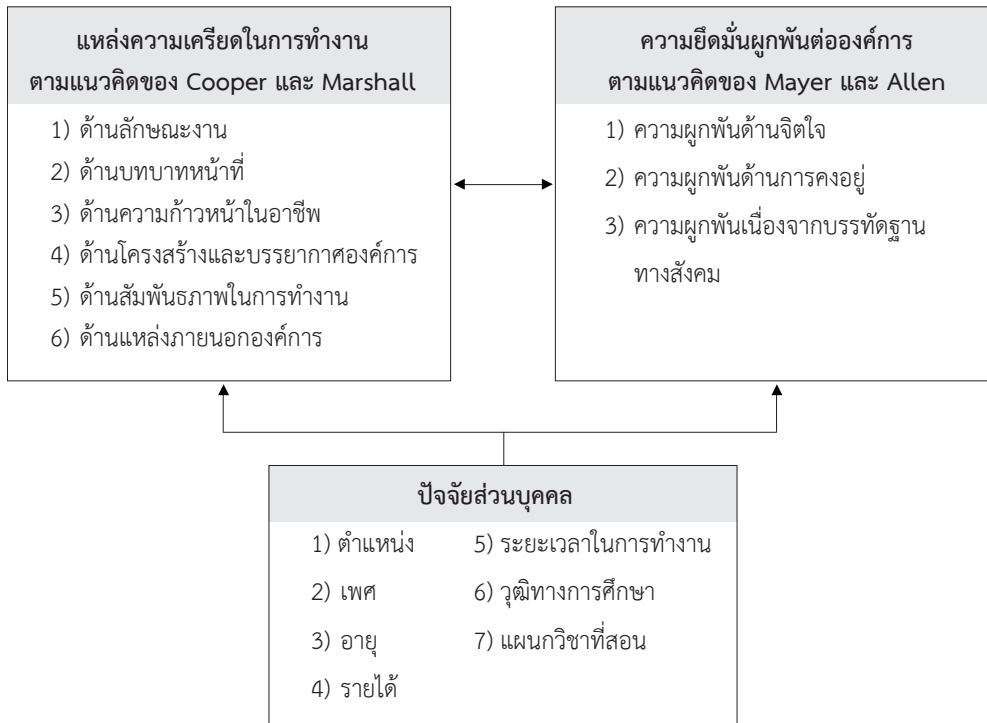 แหล่งความเครียดในการทำงาน
ตามแนวคิดของ Cooper และ Marshall
1) ด้านลักษณะงาน
2) ด้านบทบาทหน้าที่
3) ด้านความก้าวหน้าในอาชีพ
4) ด้านโครงสร้างและบรรยากาศองค์การ
5) ด้านสัมพันธภาพในการทำงาน
6) ด้านแหล่งภายนอกองค์การ
ความยึดมั่นผูกพันต่อองค์การ
ตามแนวคิดของ Mayer และ Allen
1) ความผูกพันด้านจิตใจ
2) ความผูกพันด้านการคงอยู่
3) ความผูกพันเนื่องจากบรรทัดฐาน
ทางสังคม
ปัจจัยส่วนบุคคล
1) ตำแหน่ง
2) เพศ
3) อายุ
4) รายได้
5) ระยะเวลาในการทำงาน
6) วุฒิทางการศึกษา
7) แผนกวิชาที่สอน